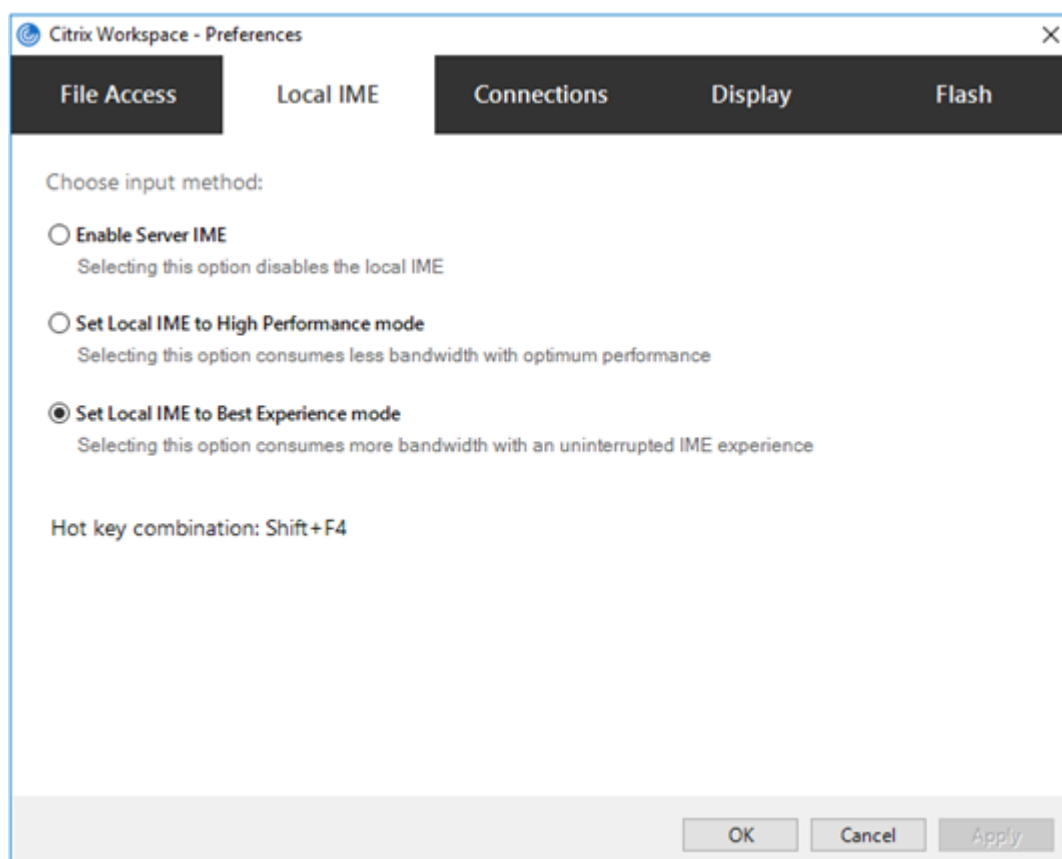 Citrix Workspace - Preferences
File Access Local IME Connections Display Flash
Choose input method:
Enable Server IME
Selecting this option disables the local IME
Set Local IME to High Performance mode
Selecting this option consumes less bandwidth with optimum performance
Set Local IME to Best Experience mode
Selecting this option consumes more bandwidth with an uninterrupted IME experience
Hot key combination: Shift+F4
OK Cancel Apply